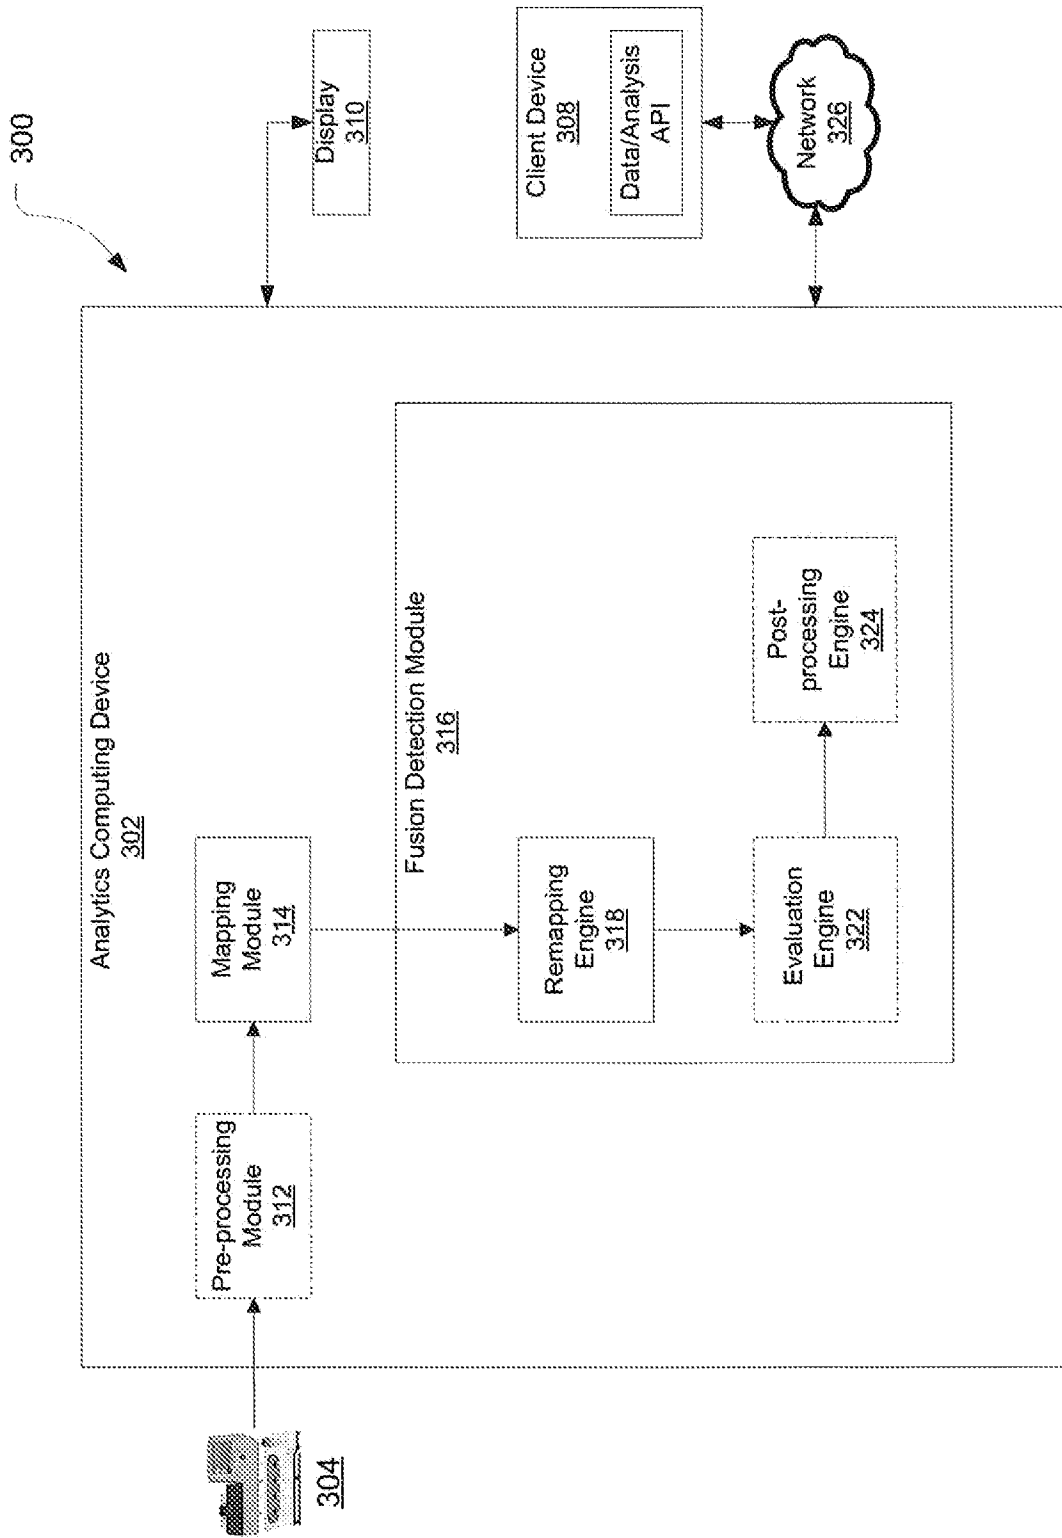 300
Analytics Computing Device
302
304
Pre-processing
Module
312
Mapping
Module
314
Fusion Detection Module
316
Remapping
Engine
318
Evaluation
Engine
322
Post-
processing
Engine
324
Display
310
Client Device
308
Data/Analysis
API
Network
326